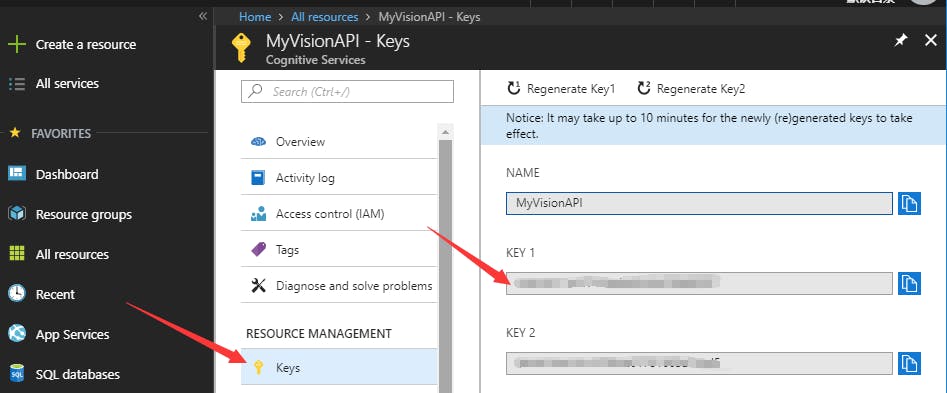 Home > All resources > MyVisionAPI - Keys
«
Create a resource
All services
FAVORITES
Dashboard
Resource groups
All resources
Recent
App Services
SQL databases
MyVisionAPI - Keys
Cognitive Services
Search (Ctrl+/)
Overview
Activity log
Access control (IAM)
Tags
Diagnose and solve problems
RESOURCE MANAGEMENT
Keys
Regenerate Key1 Regenerate Key2
Notice: It may take up to 10 minutes for the newly (re)generated keys to take
effect.
NAME
MyVisionAPI
KEY 1
KEY 2